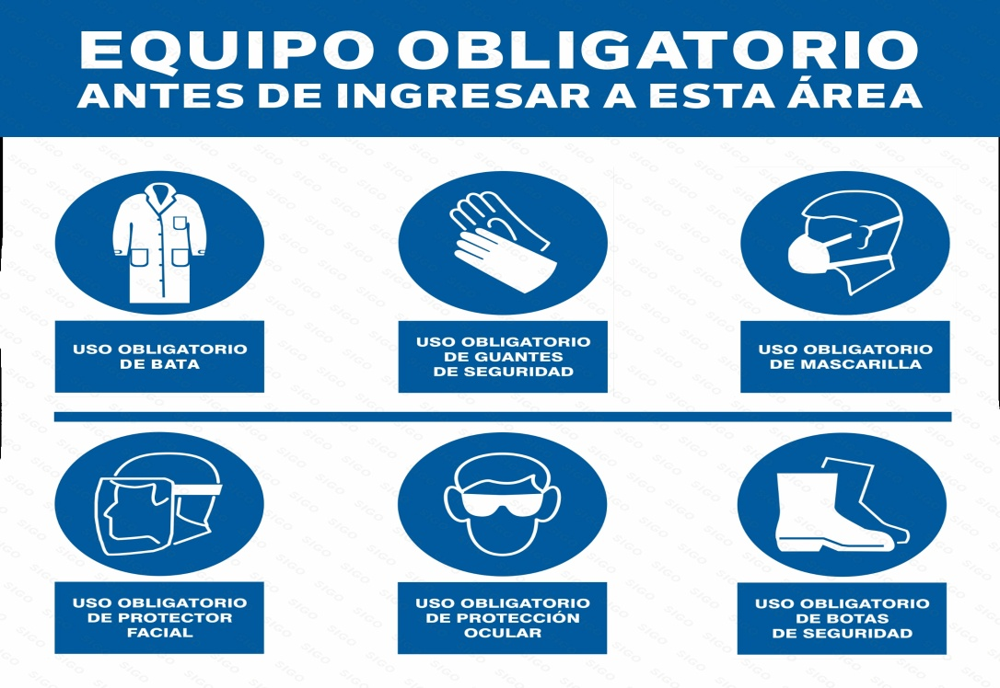 EQUIPO OBLIGATORIO
ANTES DE INGRESAR A ESTA ÁREA
USO OBLIGATORIO
DE BATA
USO OBLIGATORIO
DE GUANTES
DE SEGURIDAD
USO OBLIGATORIO
DE MASCARILLA
USO OBLIGATORIO
DE PROTECTOR
FACIAL
USO OBLIGATORIO
DE PROTECCIÓN
OCULAR
USO OBLIGATORIO
DE BOTAS
DE SEGURIDAD
SIGO